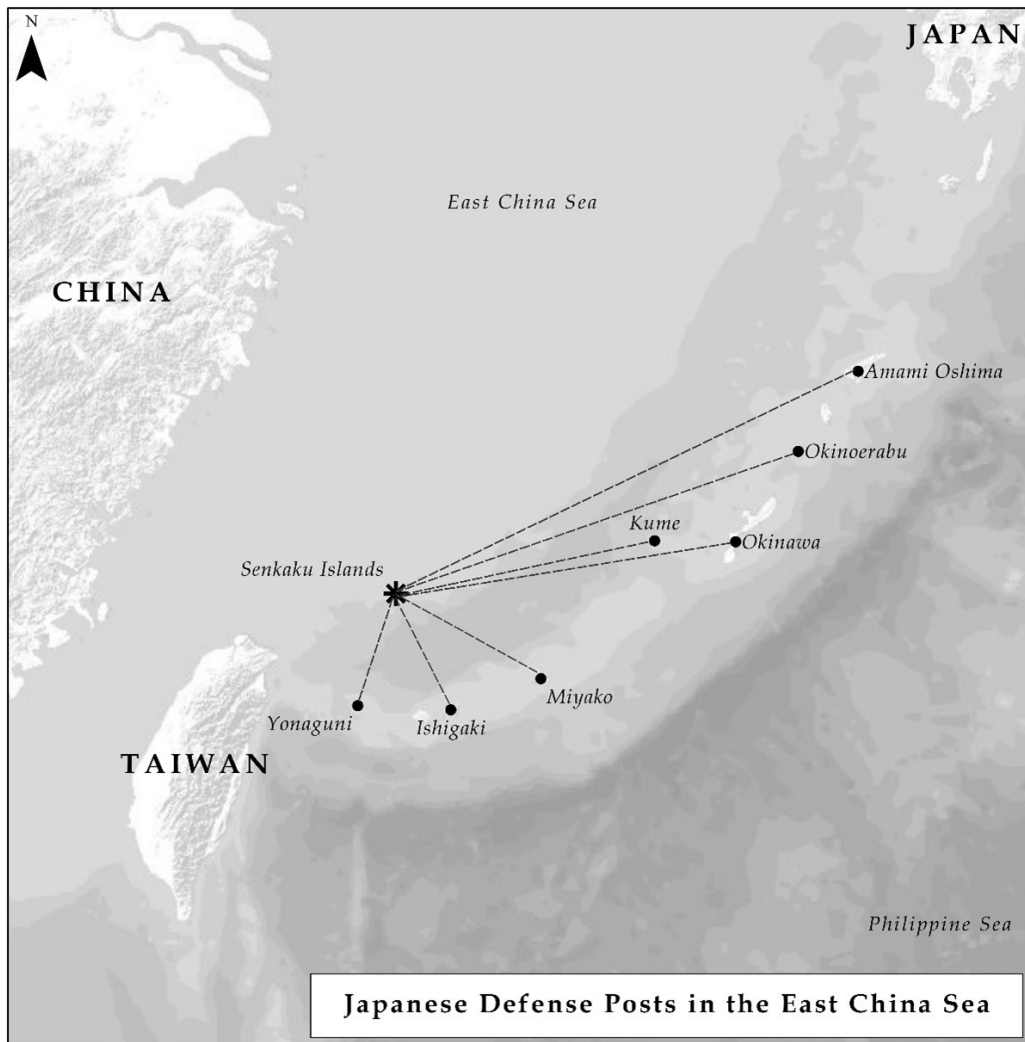 N
JAPAN
East China Sea
CHINA
Amami Oshima
Okinoerabu
Kume
Okinawa
Senkaku Islands
Miyako
Yonaguni
Ishigaki
TAIWAN
Philippine Sea
Japanese Defense Posts in the East China Sea